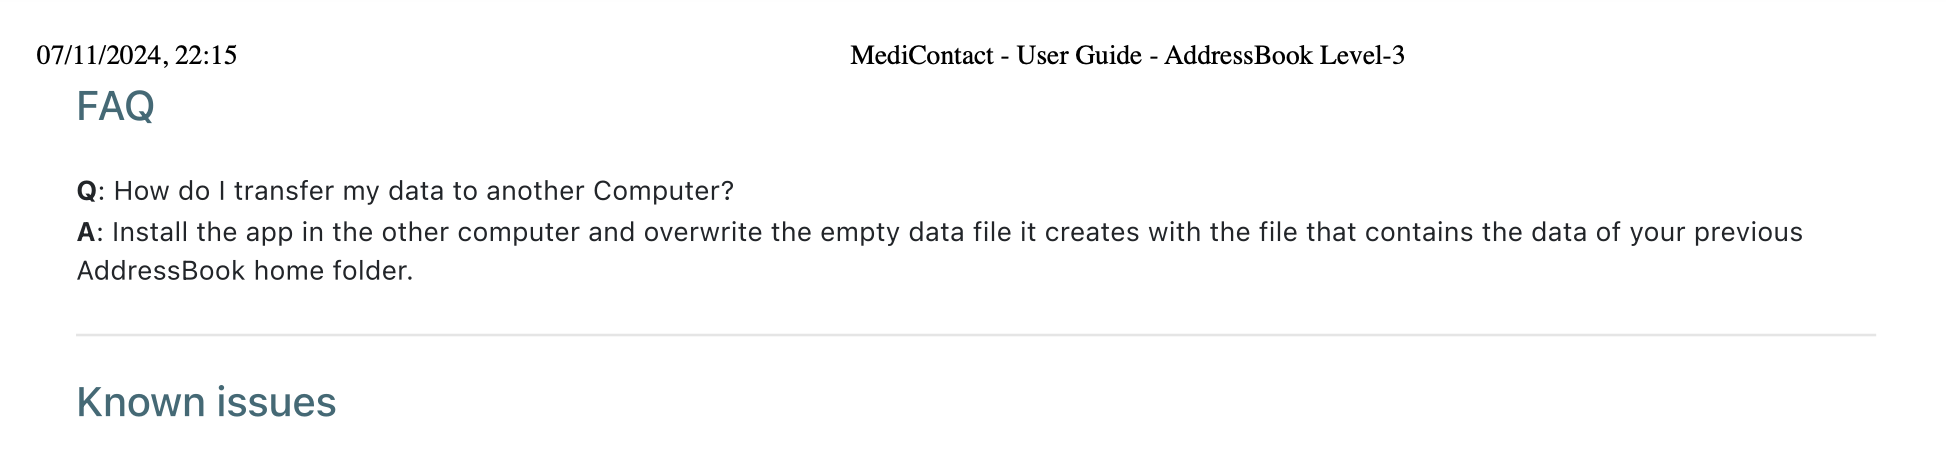 07/11/2024, 22:15 MediContact - User Guide - AddressBook Level-3
FAQ
Q: How do I transfer my data to another Computer?
A: Install the app in the other computer and overwrite the empty data file it creates with the file that contains the data of your previous
AddressBook home folder.
Known issues